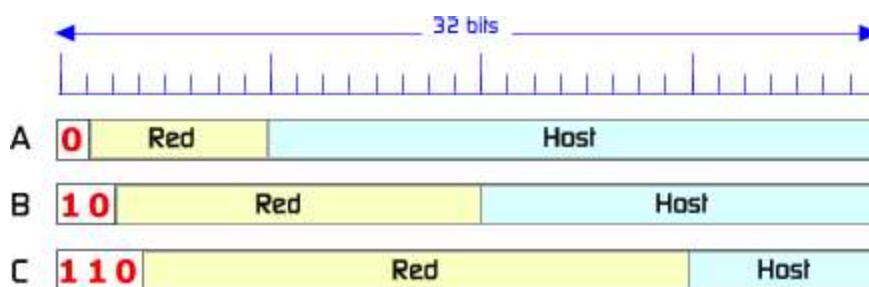 32 bits
A 0 Red Host
B 1 0 Red Host
C 1 1 0 Red Host